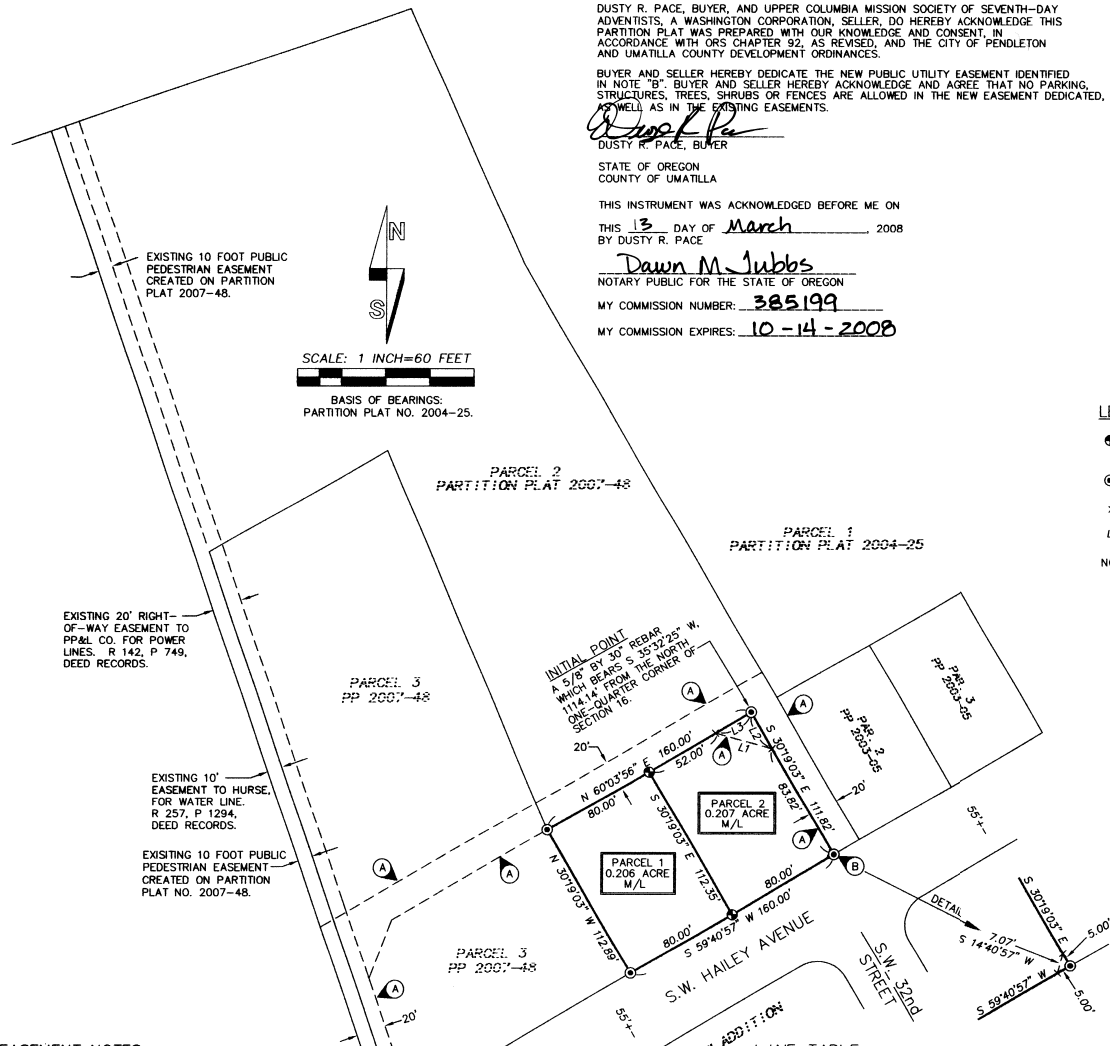 DUSTY R. PACE, BUYER, AND UPPER COLUMBIA MISSION SOCIETY OF SEVENTH-DAY
ADVENTISTS, A WASHINGTON CORPORATION, SELLER, DO HEREBY ACKNOWLEDGE THIS
PARTITION PLAT WAS PREPARED WITH OUR KNOWLEDGE AND CONSENT, IN
ACCORDANCE WITH ORS CHAPTER 92, AS REVISED, AND THE CITY OF PENDLETON
AND UMATILLA COUNTY DEVELOPMENT ORDINANCES.
BUYER AND SELLER HEREBY DEDICATE THE NEW PUBLIC UTILITY EASEMENT IDENTIFIED
IN NOTE "B". BUYER AND SELLER HEREBY ACKNOWLEDGE AND AGREE THAT NO PARKING,
STRUCTURES, TREES, SHRUBS OR FENCES ARE ALLOWED IN THE NEW EASEMENT DEDICATED,
AS WELL AS IN THE EXISTING EASEMENTS.
DUSTY R. PACE, BUYER
STATE OF OREGON
COUNTY OF UMATILLA
THIS INSTRUMENT WAS ACKNOWLEDGED BEFORE ME ON
THIS 13 DAY OF March, 2008
BY DUSTY R. PACE
Dawn M Tubbs
NOTARY PUBLIC FOR THE STATE OF OREGON
MY COMMISSION NUMBER: 385199
MY COMMISSION EXPIRES: 10-14-2008
EXISTING 10 FOOT PUBLIC
PEDESTRIAN EASEMENT
CREATED ON PARTITION
PLAT 2007-48.
N
S
SCALE: 1 INCH=60 FEET
BASIS OF BEARINGS:
PARTITION PLAT NO. 2004-25.
PARCEL 2
PARTITION PLAT 2007-48
PARCEL 1
PARTITION PLAT 2004-25
EXISTING 20' RIGHT-
OF-WAY EASEMENT TO
PP&L CO. FOR POWER
LINES. R 142, P 749,
DEED RECORDS.
PARCEL 3
PP 2007-48
INITIAL POINT
A 5/8" BY 30" REBAR
WHICH BEARS S 35°32'25" W,
1114.14' FROM THE NORTH
ONE-QUARTER CORNER OF
SECTION 16.
PAR. 3
PP 2003-05
PAR. 2
PP 2003-05
A
A
A
20'
N 60°03'56" E 160.00'
80.00'
52.00'
L3
L2
L1
S 30°19'03" E 111.82'
83.82'
20'
55'+-
EXISTING 10'
EASEMENT TO HURSE,
FOR WATER LINE.
R 257, P 1294,
DEED RECORDS.
EXISITING 10 FOOT PUBLIC
PEDESTRIAN EASEMENT
CREATED ON PARTITION
PLAT NO. 2007-48.
A
A
A
A
B
PARCEL 2
0.207 ACRE
M/L
PARCEL 1
0.206 ACRE
M/L
S 30°19'03" E 112.35'
N 30°19'03" W 112.89'
80.00'
80.00'
S 59°40'57" W 160.00'
S.W. HAILEY AVENUE
S.W. 32nd
STREET
55'+-
PARCEL 3
PP 2007-48
20'
DETAIL
7.07'
S 14°40'57" W
S 30°19'03" E
5.00'
S 59°40'57" W
5.00'
ADDITION